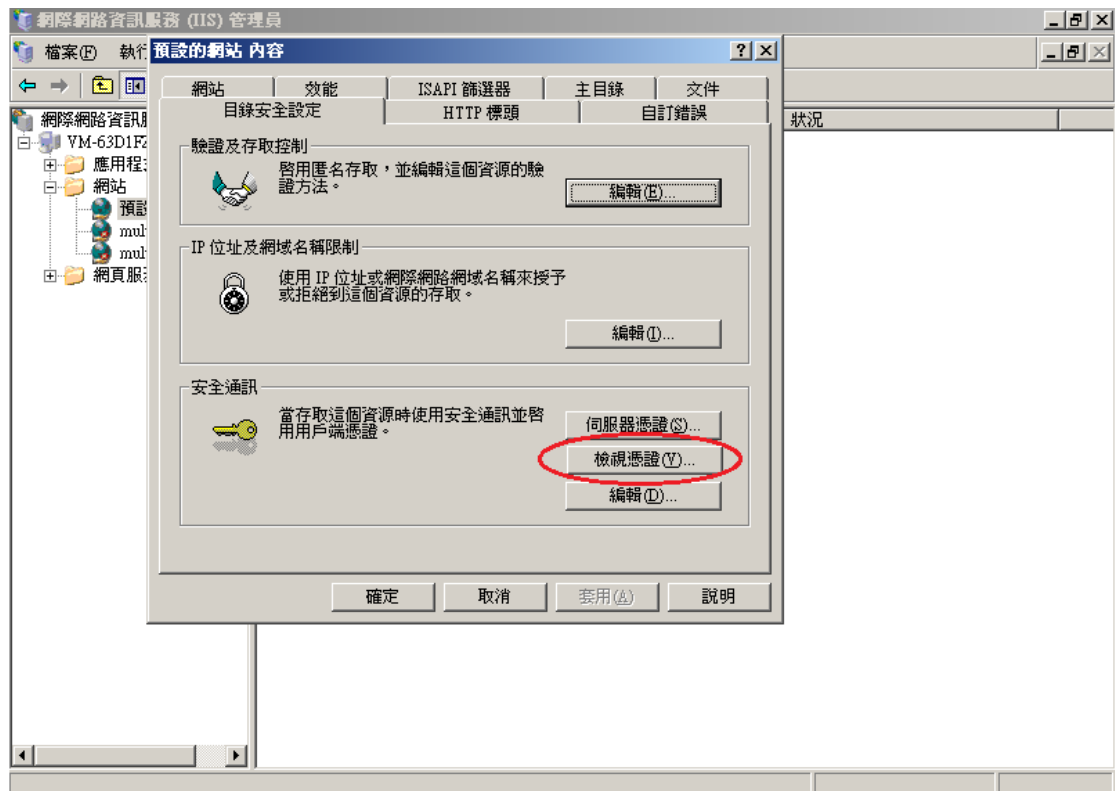 網際網路資訊服務 (IIS) 管理員
檔案(F) 執行
預設的網站 內容
網站 效能 ISAPI 篩選器 主目錄 文件
目錄安全設定 HTTP 標頭 自訂錯誤
驗證及存取控制
啓用匿名存取，並編輯這個資源的驗
證方法。
編輯(E)...
IP 位址及網域名稱限制
使用 IP 位址或網際網路網域名稱來授予
或拒絕到這個資源的存取。
編輯(I)...
安全通訊
當存取這個資源時使用安全通訊並啓
用用戶端憑證。
伺服器憑證(S)...
檢視憑證(V)...
編輯(D)...
確定 取消 套用(A) 說明
網際網路資訊
VM-63D1F
應用程
網站
預設
mul
mul
網頁服
狀況